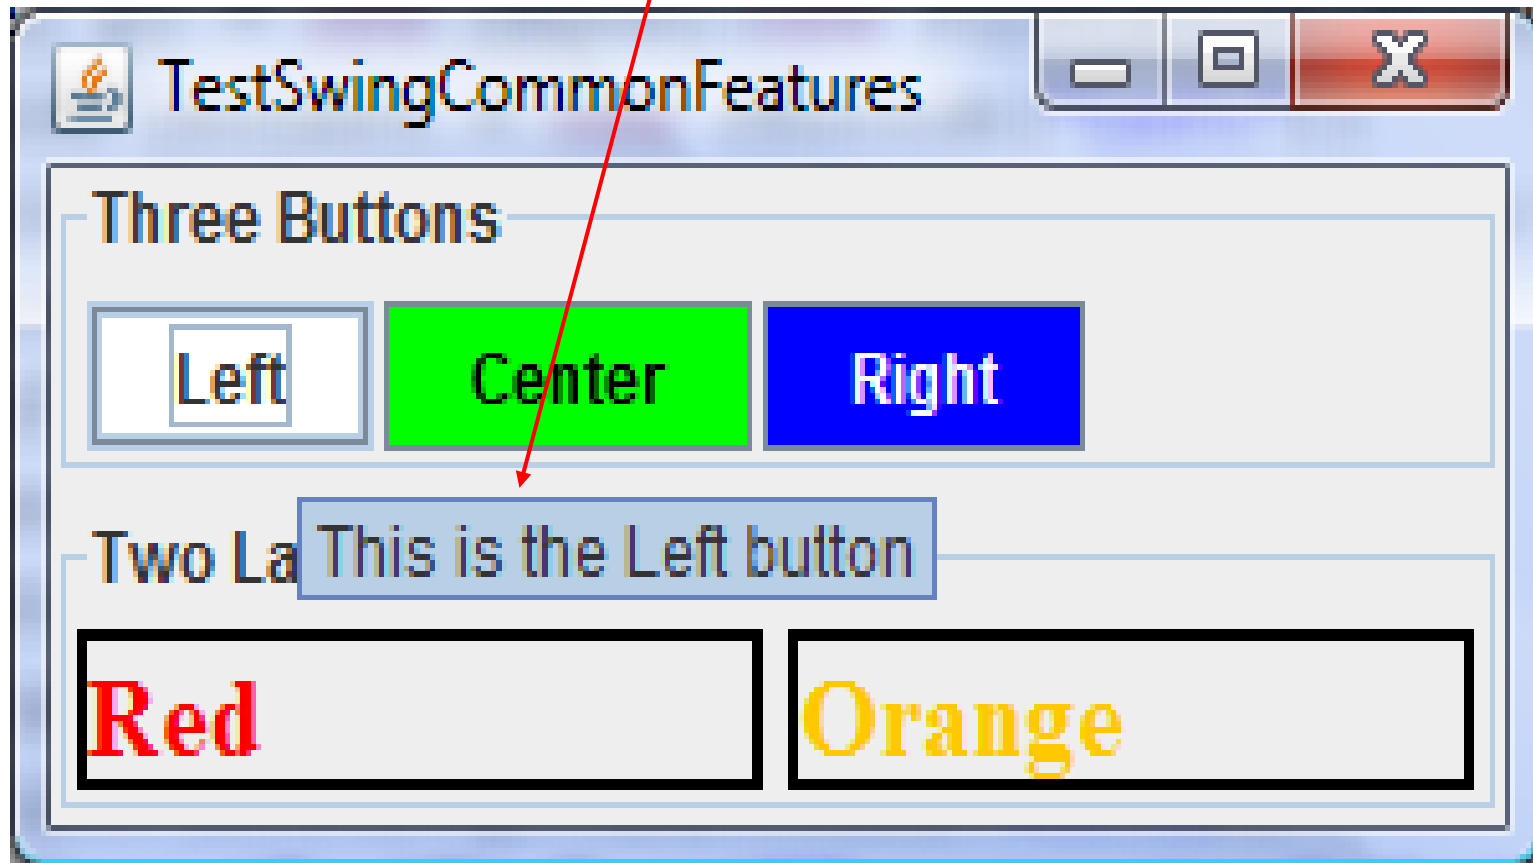 TestSwingCommonFeatures
Three Buttons
Left Center Right
Two La
This is the Left button
Red Orange